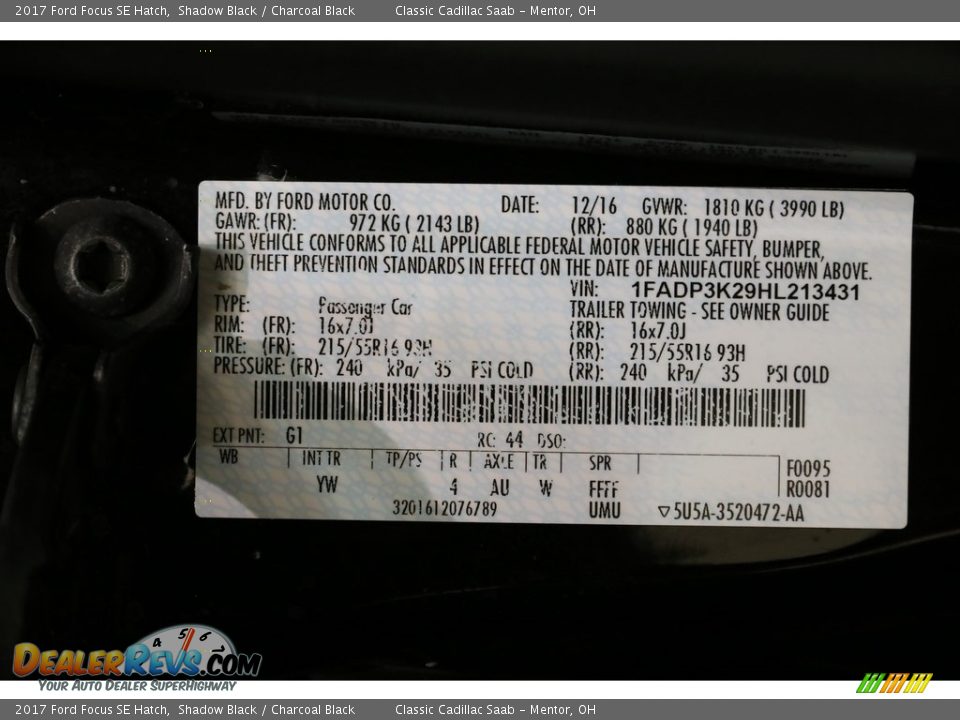 2017 Ford Focus SE Hatch, Shadow Black / Charcoal Black Classic Cadillac Saab - Mentor, OH
MFD. BY FORD MOTOR CO. DATE: 12/16 GVWR: 1810 KG ( 3990 LB)
GAWR: (FR): 972 KG ( 2143 LB) (RR): 880 KG ( 1940 LB)
THIS VEHICLE CONFORMS TO ALL APPLICABLE FEDERAL MOTOR VEHICLE SAFETY, BUMPER,
AND THEFT PREVENTION STANDARDS IN EFFECT ON THE DATE OF MANUFACTURE SHOWN ABOVE.
VIN: 1FADP3K29HL213431
TYPE: Passenger Car TRAILER TOWING - SEE OWNER GUIDE
RIM: (FR): 16x7.0J (RR): 16x7.0J
TIRE: (FR): 215/55R16 93H (RR): 215/55R16 93H
PRESSURE: (FR): 240 kPa/ 35 PSI COLD (RR): 240 kPa/ 35 PSI COLD
EXT PNT: G1 RC: 44 DSO:
WB INT TR TP/PS R AXLE TR SPR F0095
YW 4 AU W FFFF R0081
3201612076789 UMU ▽5U5A-3520472-AA
4 5 6
DEALERREVS.COM
YOUR AUTO DEALER SUPERHIGHWAY
2017 Ford Focus SE Hatch, Shadow Black / Charcoal Black Classic Cadillac Saab - Mentor, OH